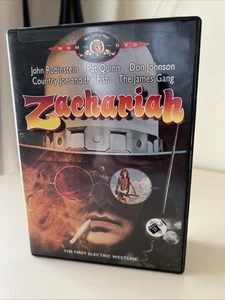 MGM DVD
John Rubinstein Pat Quinn Don Johnson
Country Joe and the Fish The James Gang
Zachariah
THE FIRST ELECTRIC WESTERN!